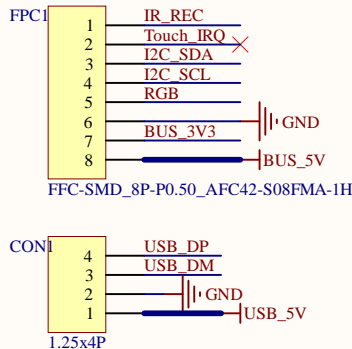 FPC1
1 IR_REC
2 Touch_IRQ
3 I2C_SDA
4 I2C_SCL
5 RGB
6 GND
7 BUS_3V3
8 BUS_5V
FFC-SMD_8P-P0.50_AFC42-S08FMA-1H
CON1
4 USB_DP
3 USB_DM
2 GND
1 USB_5V
1.25x4P